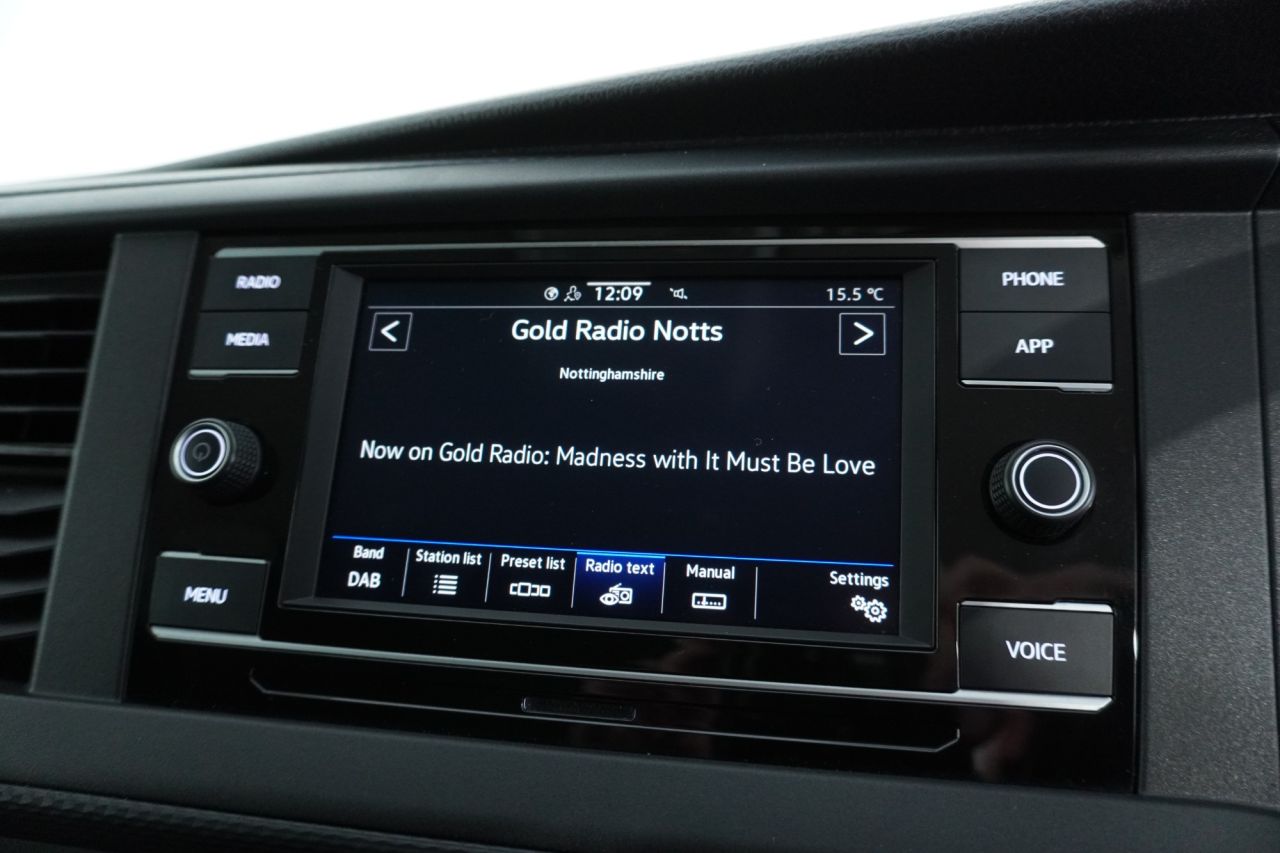 RADIO
MEDIA
MENU
12:09
15.5 °C
<
Gold Radio Notts
>
Nottinghamshire
Now on Gold Radio: Madness with It Must Be Love
Band
DAB
Station list
Preset list
Radio text
Manual
Settings
PHONE
APP
VOICE